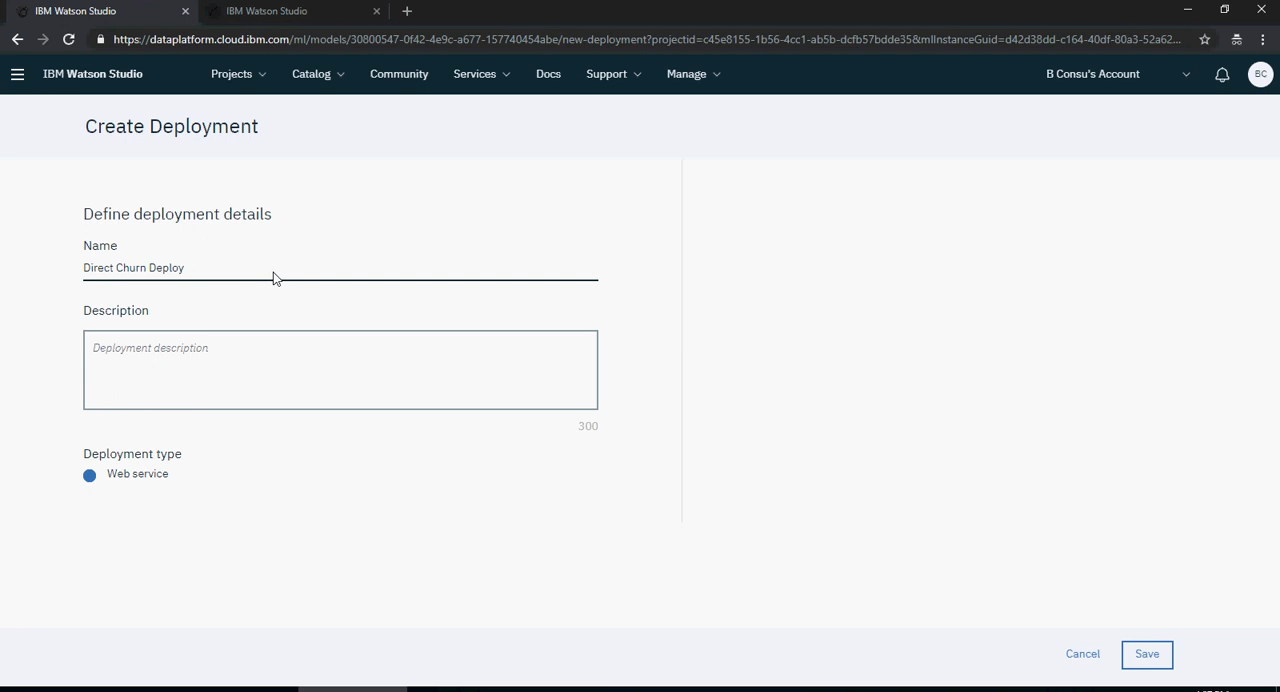 IBM Watson Studio
IBM Watson Studio
https://dataplatform.cloud.ibm.com/ml/models/30800547-0f42-4e9c-a677-157740454abe/new-deployment?projectid=c45e8155-1b56-4cc1-ab5b-dcfb57bdde35&mlInstanceGuid=d42d38dd-c164-40df-80a3-52a62...
IBM Watson Studio Projects Catalog Community Services Docs Support Manage B Consu's Account BC
Create Deployment
Define deployment details
Name
Direct Churn Deploy
Description
Deployment description
300
Deployment type
Web service
Cancel Save